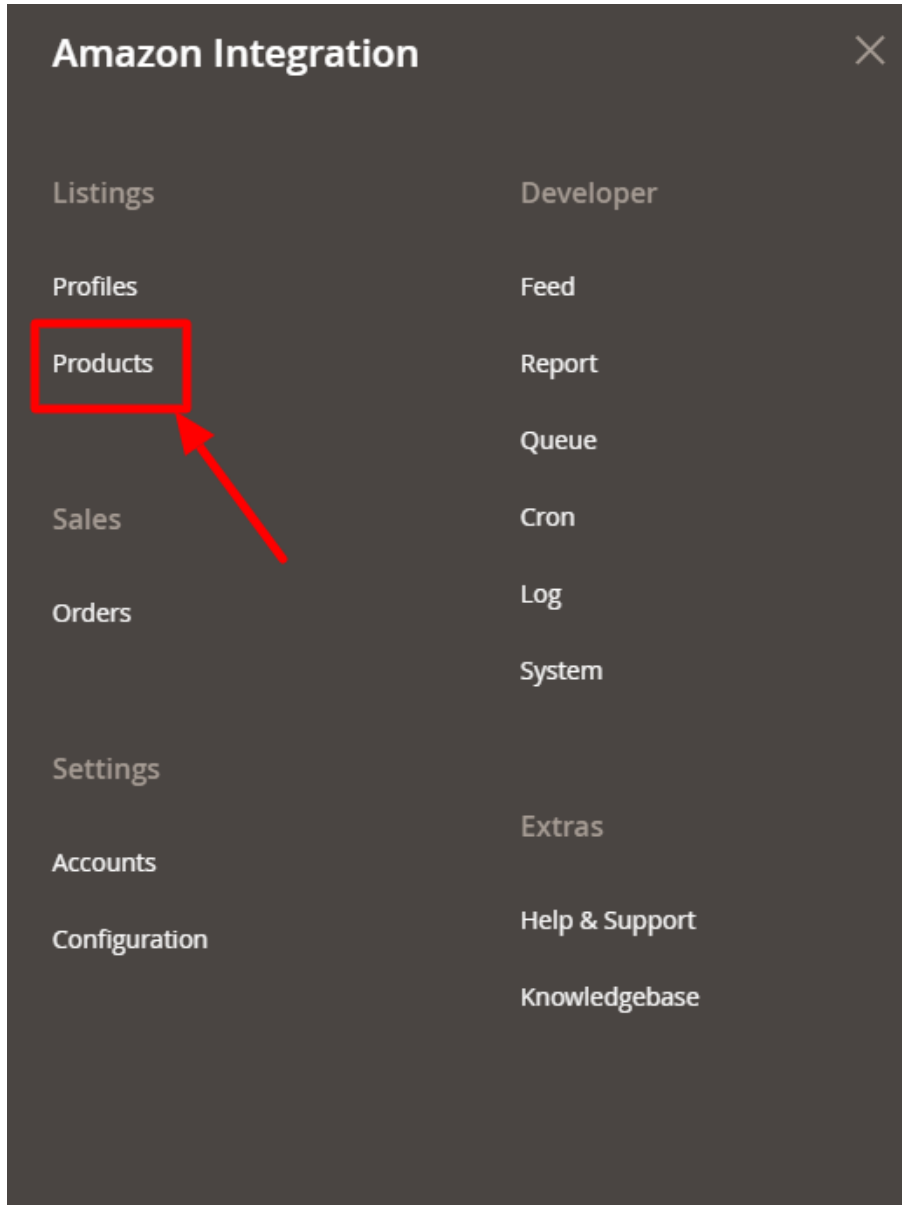 Amazon Integration
Listings
Profiles
Products
Sales
Orders
Settings
Accounts
Configuration
Developer
Feed
Report
Queue
Cron
Log
System
Extras
Help & Support
Knowledgebase